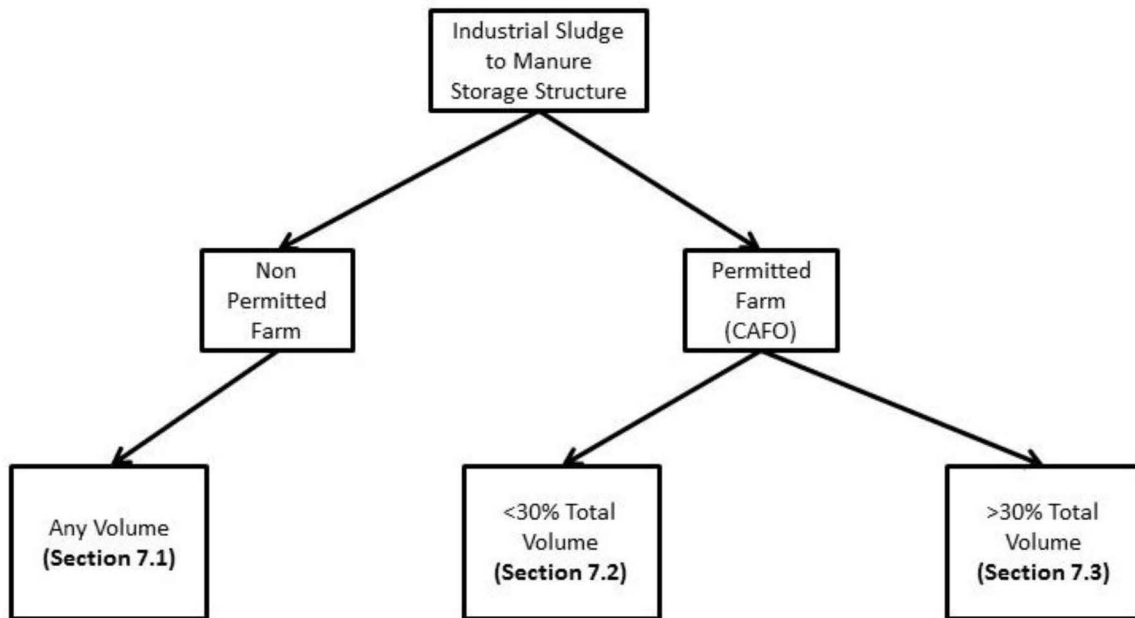 Industrial Sludge
to Manure
Storage Structure
Non
Permitted
Farm
Permitted
Farm
(CAFO)
Any Volume
(Section 7.1)
<30% Total
Volume
(Section 7.2)
>30% Total
Volume
(Section 7.3)